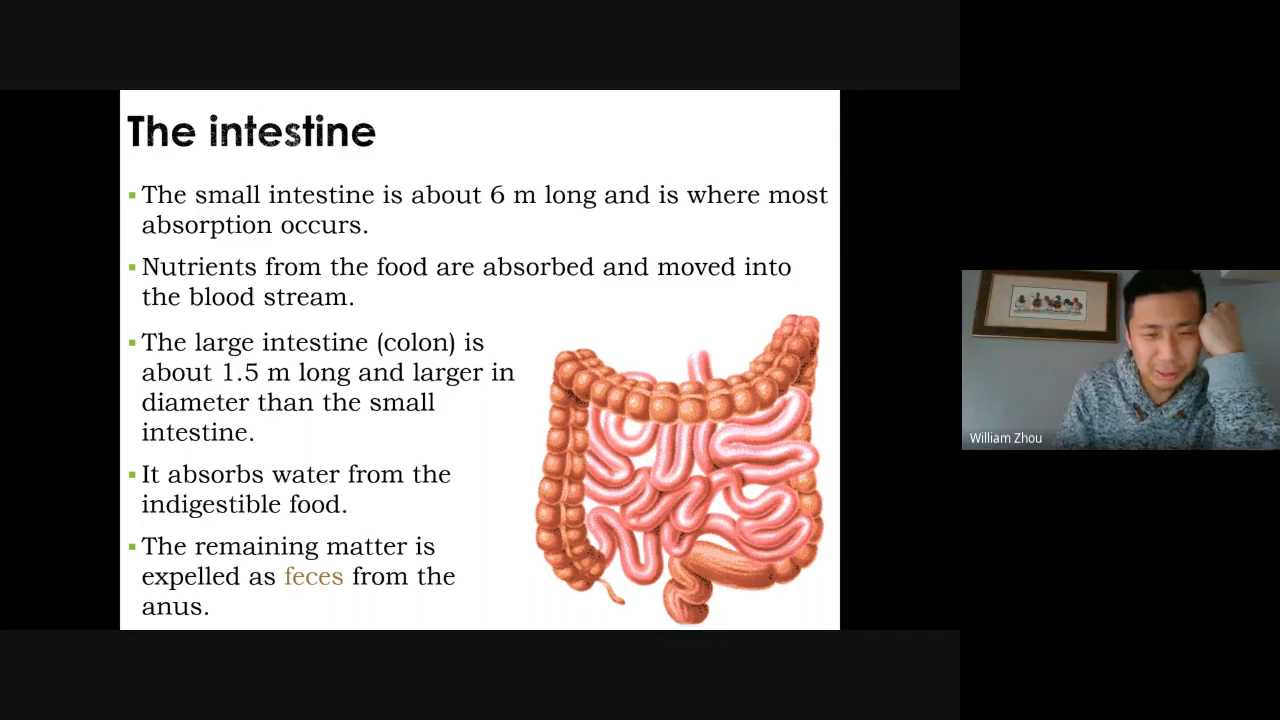 The intestine
▪ The small intestine is about 6 m long and is where most
absorption occurs.
▪ Nutrients from the food are absorbed and moved into
the blood stream.
▪ The large intestine (colon) is
about 1.5 m long and larger in
diameter than the small
intestine.
▪ It absorbs water from the
indigestible food.
▪ The remaining matter is
expelled as feces from the
anus.
William Zhou